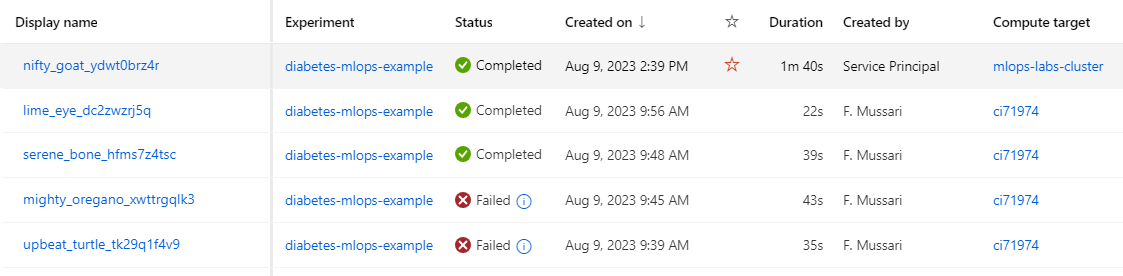 Display name Experiment Status Created on ↓ ☆ Duration Created by Compute target
nifty_goat_ydwt0brz4r diabetes-mlops-example Completed Aug 9, 2023 2:39 PM ☆ 1m 40s Service Principal mlops-labs-cluster
lime_eye_dc2zwzrj5q diabetes-mlops-example Completed Aug 9, 2023 9:56 AM 22s F. Mussari ci71974
serene_bone_hfms7z4tsc diabetes-mlops-example Completed Aug 9, 2023 9:48 AM 39s F. Mussari ci71974
mighty_oregano_xwttrgqlk3 diabetes-mlops-example Failed Aug 9, 2023 9:45 AM 43s F. Mussari ci71974
upbeat_turtle_tk29q1f4v9 diabetes-mlops-example Failed Aug 9, 2023 9:39 AM 35s F. Mussari ci71974